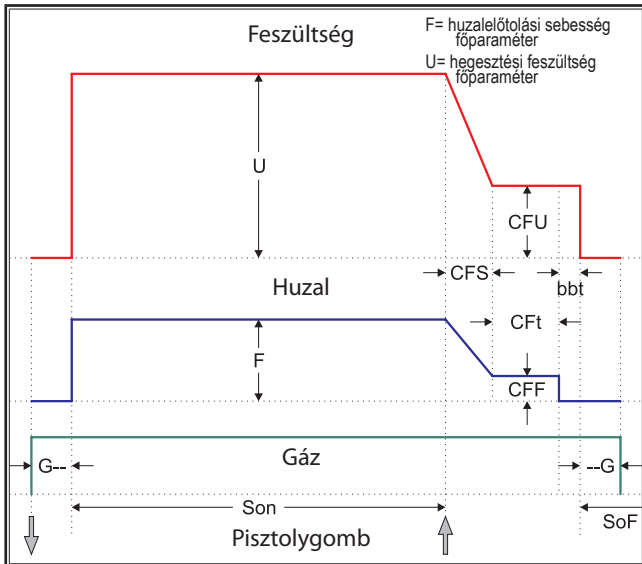 Feszültség
F= huzalelőtolási sebesség
főparaméter
U= hegesztési feszültség
főparaméter
U
CFU
CFS
bbt
Huzal
CFt
F
CFF
Gáz
G--
--G
Son
SoF
Pisztolygomb